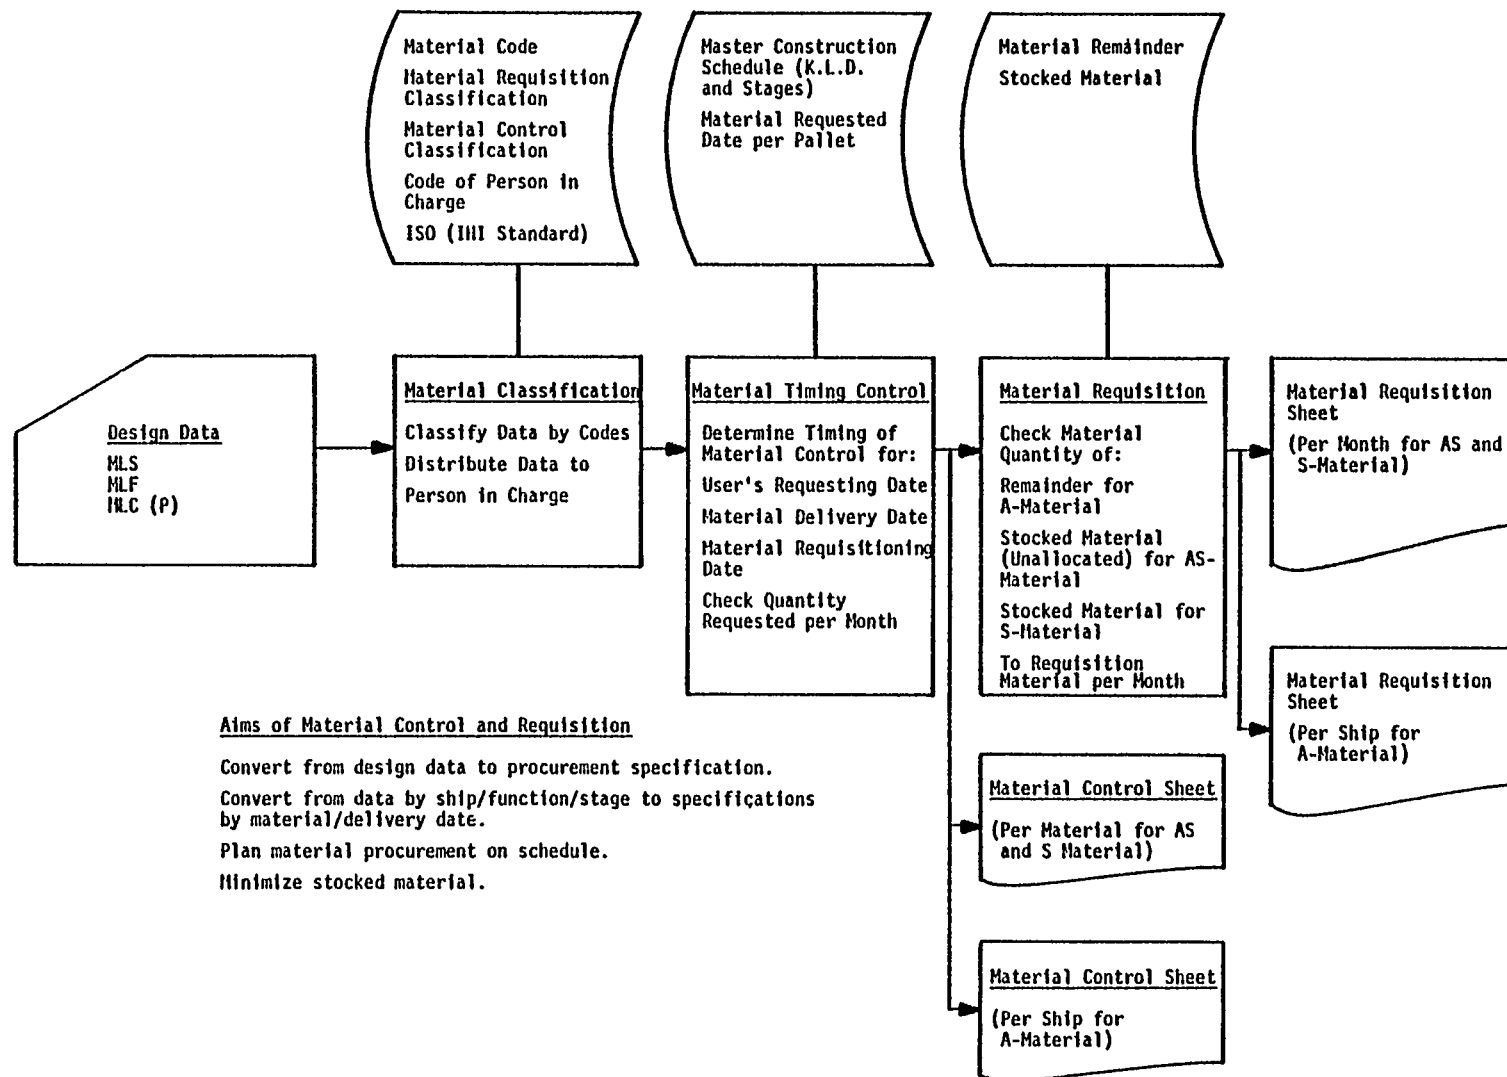 Material Code
Material Requisition
Classification
Material Control
Classification
Code of Person in
Charge
ISO (IHI Standard)
Master Construction
Schedule (K.L.D.
and Stages)
Material Requested
Date per Pallet
Material Remainder
Stocked Material
Design Data
MLS
MLF
MLC (P)
Material Classification
Classify Data by Codes
Distribute Data to
Person in Charge
Material Timing Control
Determine Timing of
Material Control for:
User's Requesting Date
Material Delivery Date
Material Requisitioning
Date
Check Quantity
Requested per Month
Material Requisition
Check Material
Quantity of:
Remainder for
A-Material
Stocked Material
(Unallocated) for AS-
Material
Stocked Material for
S-Material
To Requisition
Material per Month
Material Requisition
Sheet
(Per Month for AS and
S-Material)
Material Requisition
Sheet
(Per Ship for
A-Material)
Material Control Sheet
(Per Material for AS
and S Material)
Material Control Sheet
(Per Ship for
A-Material)
Aims of Material Control and Requisition
Convert from design data to procurement specification.
Convert from data by ship/function/stage to specifications
by material/delivery date.
Plan material procurement on schedule.
Minimize stocked material.